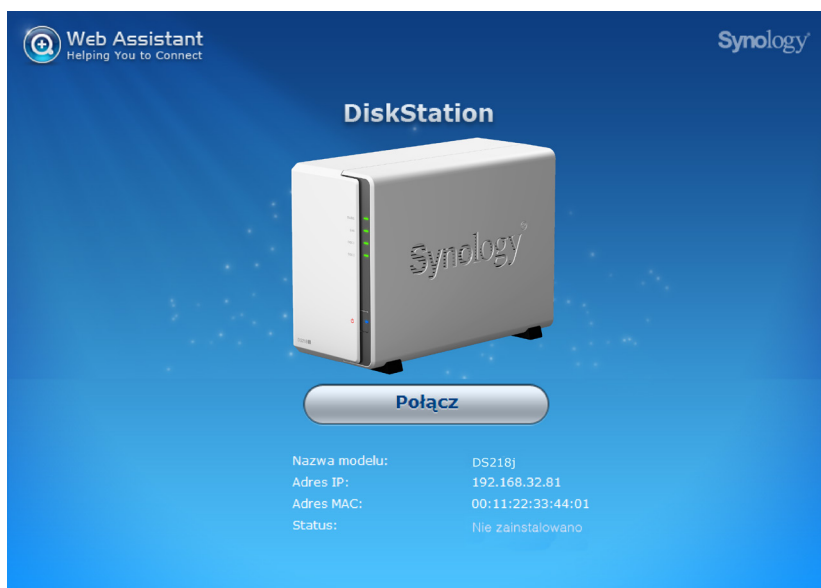 Web Assistant
Helping You to Connect
Synology
DiskStation
Synology
Połącz
Nazwa modelu: DS218j
Adres IP: 192.168.32.81
Adres MAC: 00:11:22:33:44:01
Status: Nie zainstalowano